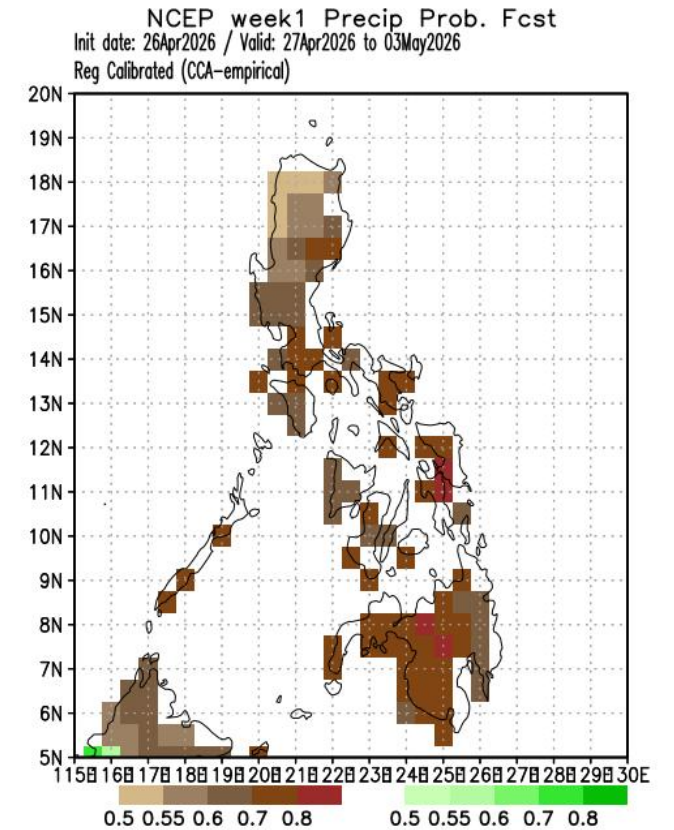 NCEP week1 Precip Prob. Fcst
Init date: 26Apr2026 / Valid: 27Apr2026 to 03May2026
Reg Calibrated (CCA-empirical)
20N
19N
18N
17N
16N
15N
14N
13N
12N
11N
10N
9N
8N
7N
6N
5N
115E 116E 117E 118E 119E 120E 121E 122E 123E 124E 125E 126E 127E 128E 129E 130E
0.5 0.55 0.6 0.7 0.8 0.5 0.55 0.6 0.7 0.8